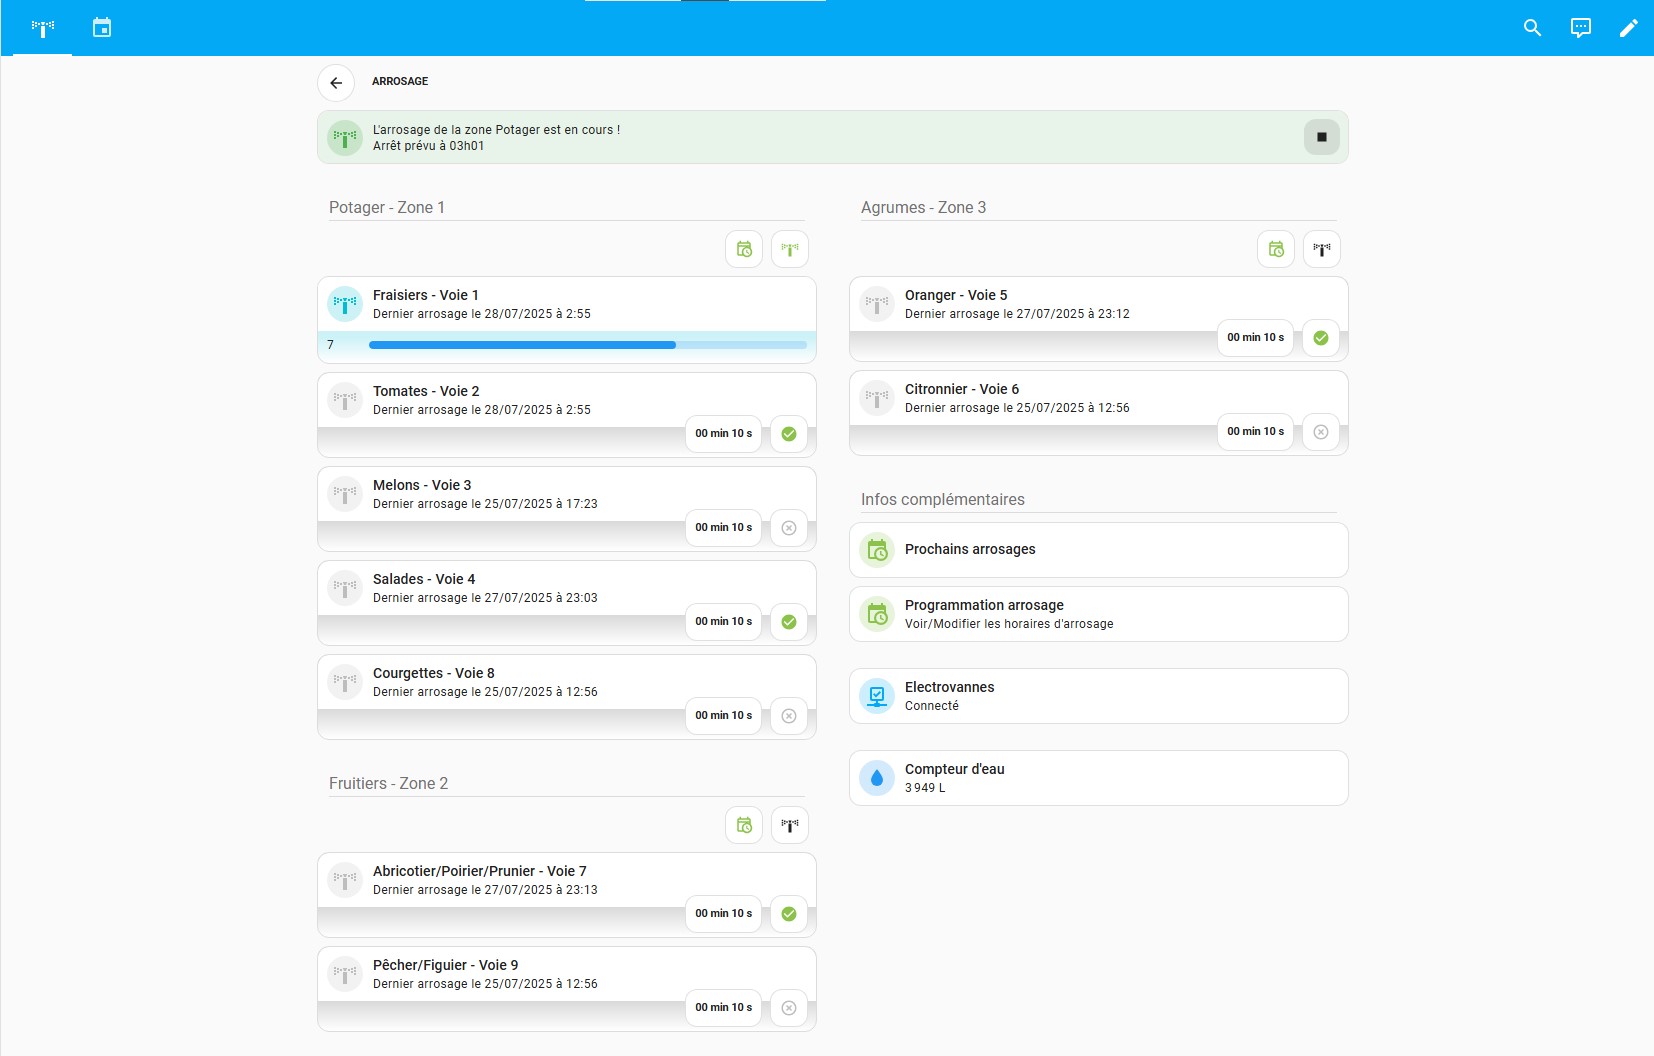 ARROSAGE
L'arrosage de la zone Potager est en cours !
Arrêt prévu à 03h01
Potager - Zone 1
Fraisiers - Voie 1
Dernier arrosage le 28/07/2025 à 2:55
7
Tomates - Voie 2
Dernier arrosage le 28/07/2025 à 2:55
00 min 10 s
Melons - Voie 3
Dernier arrosage le 25/07/2025 à 17:23
00 min 10 s
Salades - Voie 4
Dernier arrosage le 27/07/2025 à 23:03
00 min 10 s
Courgettes - Voie 8
Dernier arrosage le 25/07/2025 à 12:56
00 min 10 s
Fruitiers - Zone 2
Abricotier/Poirier/Prunier - Voie 7
Dernier arrosage le 27/07/2025 à 23:13
00 min 10 s
Pêcher/Figuier - Voie 9
Dernier arrosage le 25/07/2025 à 12:56
00 min 10 s
Agrumes - Zone 3
Oranger - Voie 5
Dernier arrosage le 27/07/2025 à 23:12
00 min 10 s
Citronnier - Voie 6
Dernier arrosage le 25/07/2025 à 12:56
00 min 10 s
Infos complémentaires
Prochains arrosages
Programmation arrosage
Voir/Modifier les horaires d'arrosage
Electrovannes
Connecté
Compteur d'eau
3 949 L